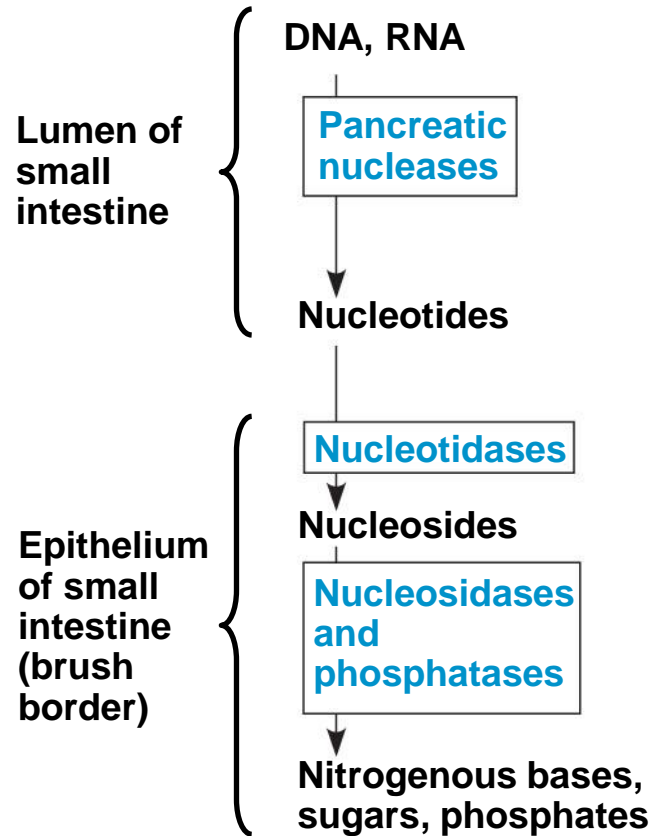 DNA, RNA
Lumen of
small
intestine
Pancreatic
nucleases
Nucleotides
Nucleotidases
Nucleosides
Epithelium
of small
intestine
(brush
border)
Nucleosidases
and
phosphatases
Nitrogenous bases,
sugars, phosphates